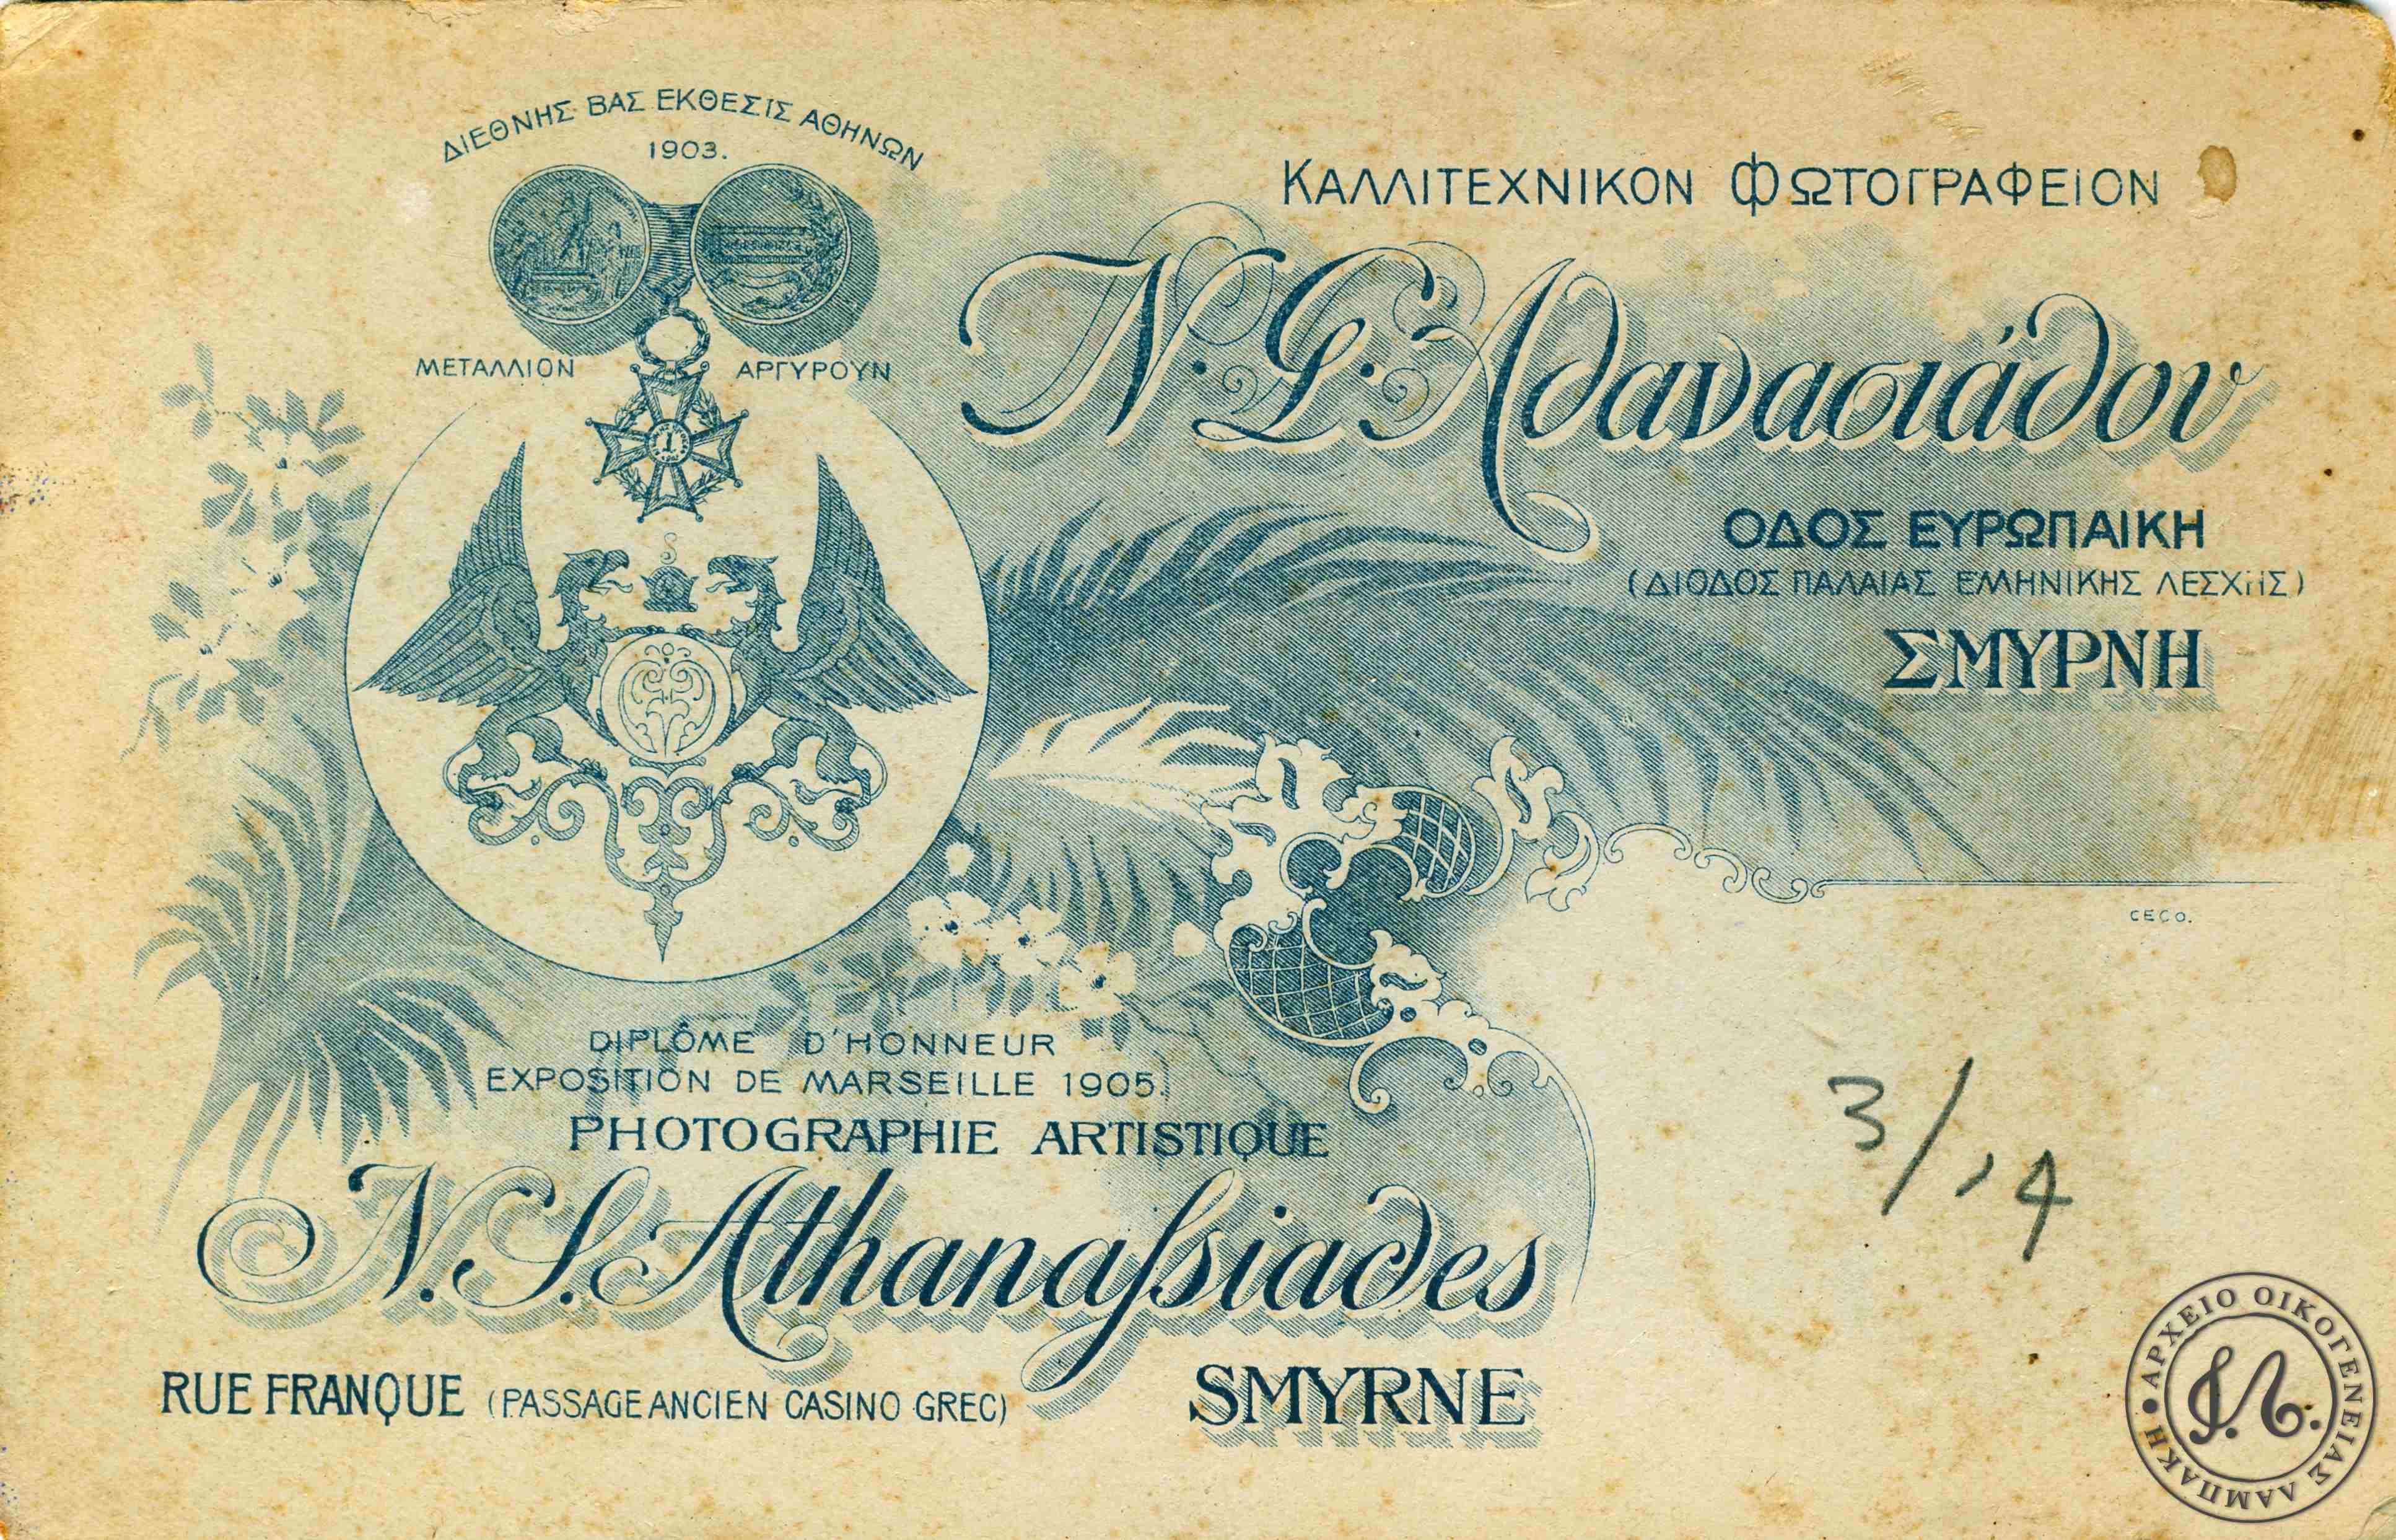 ΔΙΕΘΝΗΣ ΒΑΣ ΕΚΘΕΣΙΣ ΑΘΗΝΩΝ
1903.
ΜΕΤΑΛΛΙΟΝ ΑΡΓΥΡΟΥΝ
ΚΑΛΛΙΤΕΧΝΙΚΟΝ ΦΩΤΟΓΡΑΦΕΙΟΝ
Ν. Σ. Αθανασιάδου
ΟΔΟΣ ΕΥΡΩΠΑΙΚΗ
(ΔΙΟΔΟΣ ΠΑΛΑΙΑΣ ΕΛΛΗΝΙΚΗΣ ΛΕΣΧΗΣ)
ΣΜΥΡΝΗ
CECO.
DIPLÔME D'HONNEUR
EXPOSITION DE MARSEILLE 1905.
PHOTOGRAPHIE ARTISTIQUE
N. S. Athanaſsiades
RUE FRANQUE (PASSAGE ANCIEN CASINO GREC) SMYRNE
3/14
ΑΡΧΕΙΟ ΟΙΚΟΓΕΝΕΙΑΣ ΛΑΜΠΑΚΗ